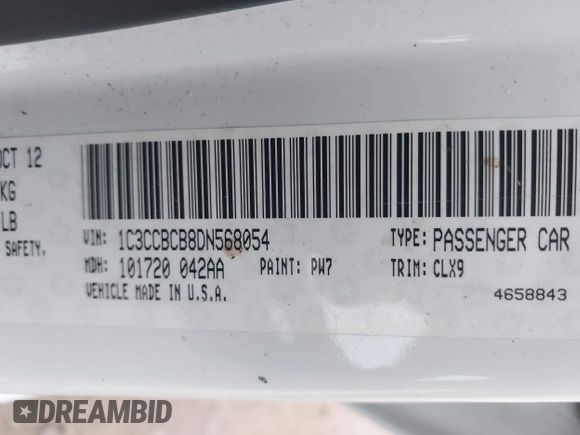 OCT 12
KG
LB
SAFETY.
VIN: 1C3CCBCB8DN568054 TYPE: PASSENGER CAR
MDH: 101720 042AA PAINT: PW7 TRIM: CLX9
VEHICLE MADE IN U.S.A.
4658843
DREAMBID